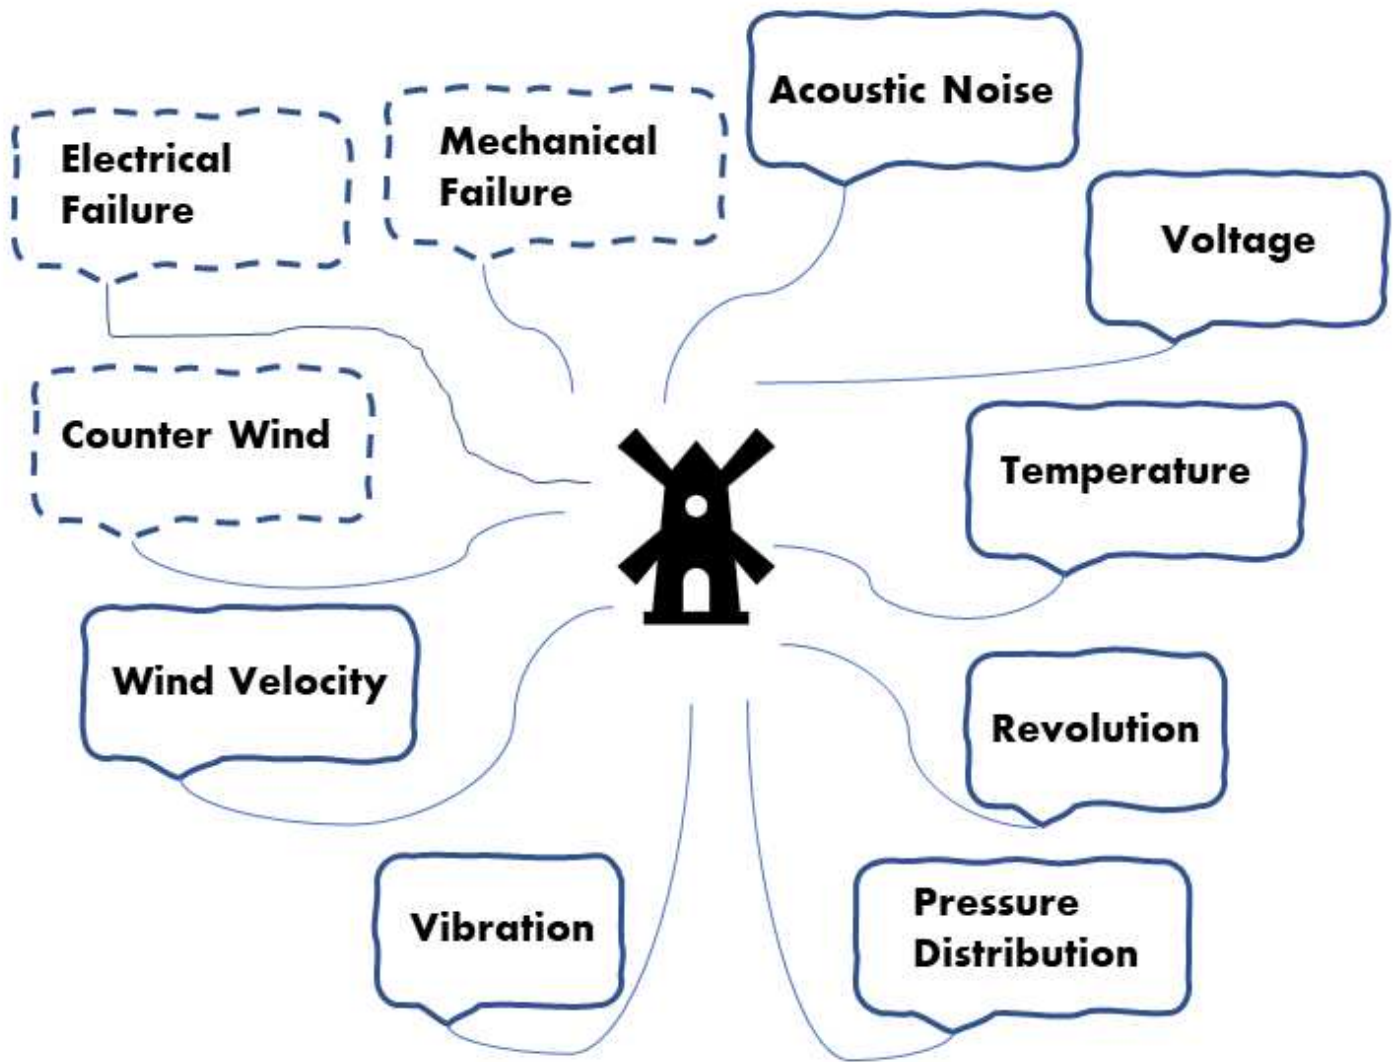 Acoustic Noise
Mechanical
Failure
Electrical
Failure
Voltage
Counter Wind
Temperature
Wind Velocity
Revolution
Vibration
Pressure
Distribution